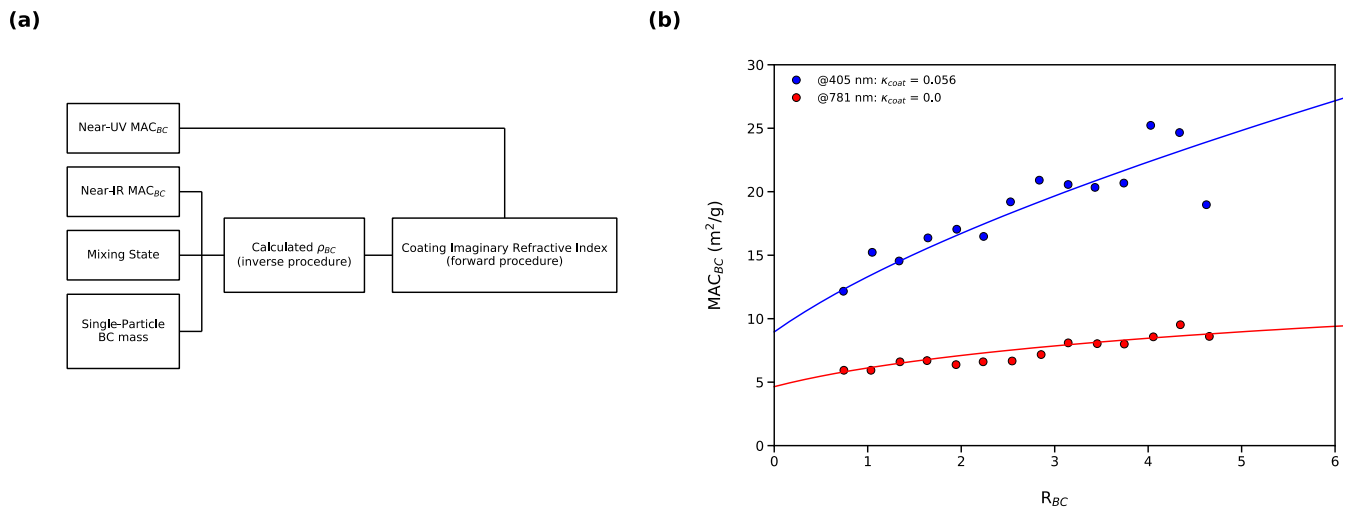 (a)
Near-UV MAC_BC
Near-IR MAC_BC
Mixing State
Single-Particle
BC mass
Calculated ρ_BC
(inverse procedure)
Coating Imaginary Refractive Index
(forward procedure)
(b)
MAC_BC (m²/g)
30
25
20
15
10
5
0
@405 nm: κ_coat = 0.056
@781 nm: κ_coat = 0.0
0 1 2 3 4 5 6
R_BC